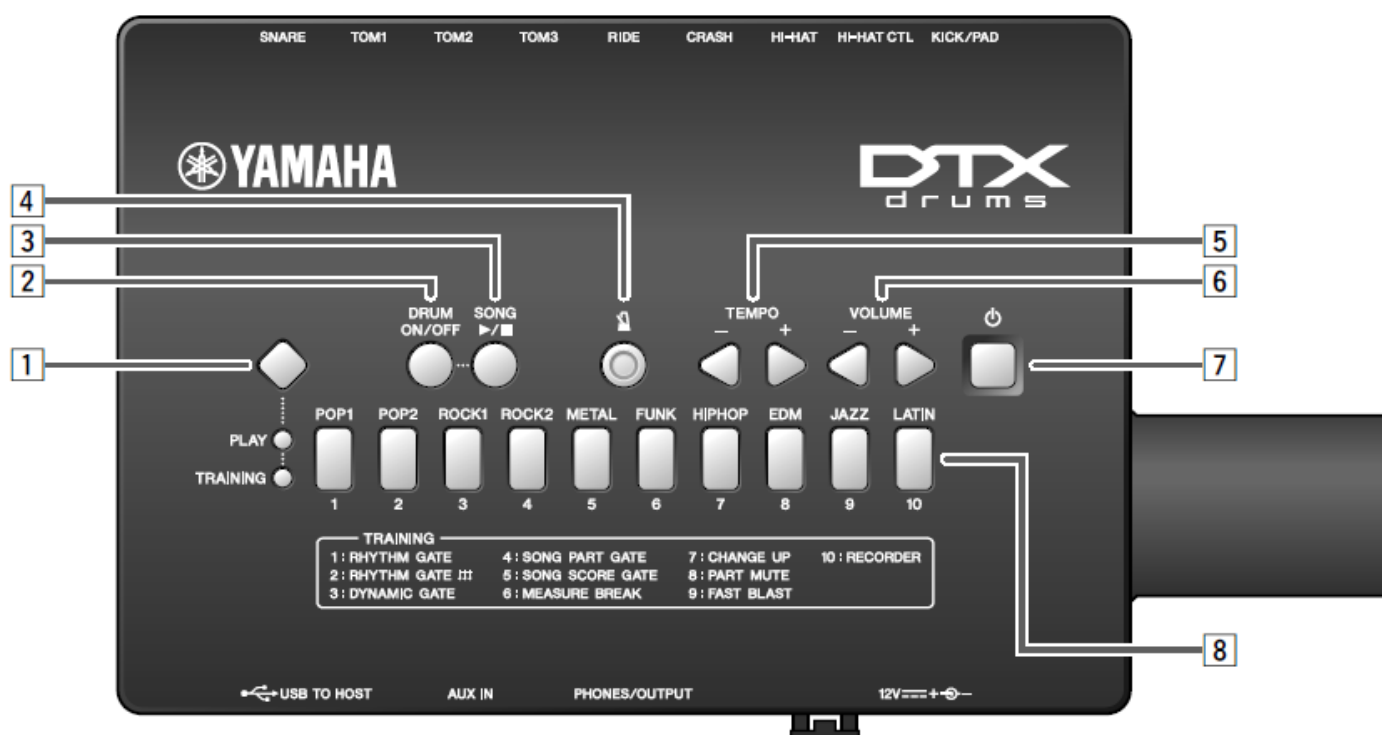 SNARE TOM1 TOM2 TOM3 RIDE CRASH HI-HAT HI-HAT CTL KICK/PAD
YAMAHA
DTX
drums
4
3
2
5
6
DRUM
ON/OFF
SONG
▶/■
TEMPO
– +
VOLUME
– +
1
7
POP1 POP2 ROCK1 ROCK2 METAL FUNK HIPHOP EDM JAZZ LATIN
PLAY
TRAINING
1 2 3 4 5 6 7 8 9 10
TRAINING
1 : RHYTHM GATE 4 : SONG PART GATE 7 : CHANGE UP 10 : RECORDER
2 : RHYTHM GATE 5 : SONG SCORE GATE 8 : PART MUTE
3 : DYNAMIC GATE 6 : MEASURE BREAK 9 : FAST BLAST
8
USB TO HOST AUX IN PHONES/OUTPUT 12V + –